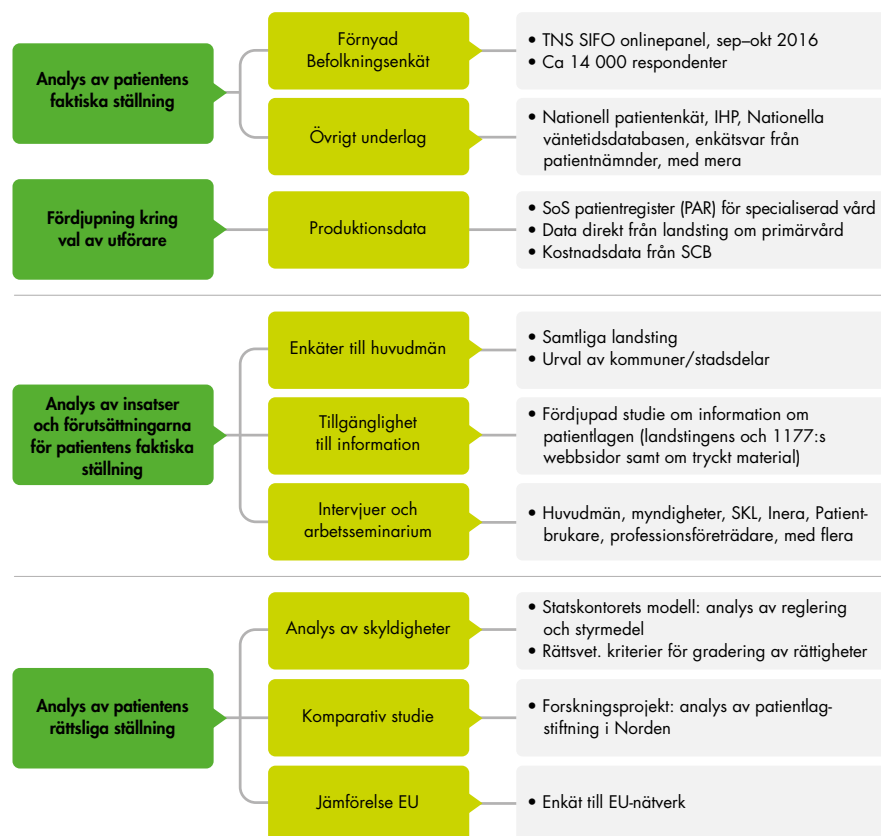 Analys av patientens
faktiska ställning
Förnyad
Befolkningsenkät
• TNS SIFO onlinepanel, sep–okt 2016
• Ca 14 000 respondenter
Övrigt underlag
• Nationell patientenkät, IHP, Nationella
väntetidsdatabasen, enkätsvar från
patientnämnder, med mera
Fördjupning kring
val av utförare
Produktionsdata
• SoS patientregister (PAR) för specialiserad vård
• Data direkt från landsting om primärvård
• Kostnadsdata från SCB
Analys av insatser
och förutsättningarna
för patientens faktiska
ställning
Enkäter till huvudmän
• Samtliga landsting
• Urval av kommuner/stadsdelar
Tillgänglighet
till information
• Fördjupad studie om information om
patientlagen (landstingens och 1177:s
webbsidor samt om tryckt material)
Intervjuer och
arbetsseminarium
• Huvudmän, myndigheter, SKL, Inera, Patient-
brukare, professionsföreträdare, med flera
Analys av patientens
rättsliga ställning
Analys av skyldigheter
• Statskontorets modell: analys av reglering
och styrmedel
• Rättsvet. kriterier för gradering av rättigheter
Komparativ studie
• Forskningsprojekt: analys av patientlag-
stiftning i Norden
Jämförelse EU
• Enkät till EU-nätverk